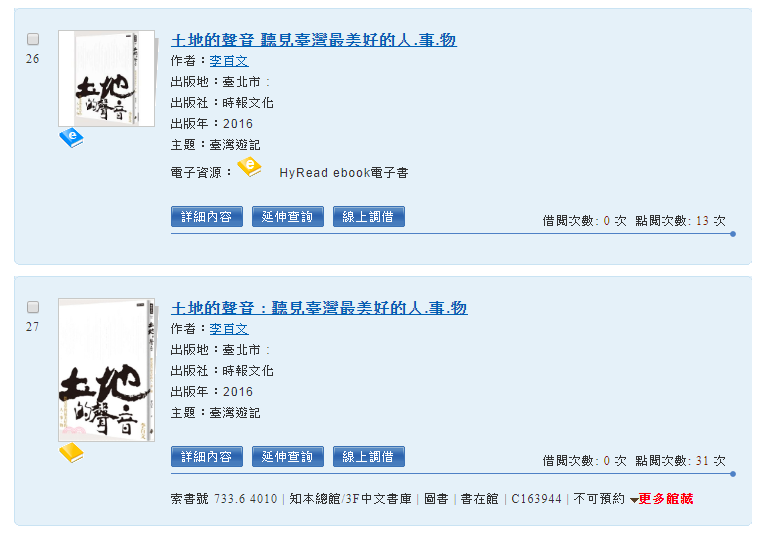 26
土地的聲音
土地的聲音 聽見臺灣最美好的人.事.物
作者：李百文
出版地：臺北市 :
出版社：時報文化
出版年：2016
主題：臺灣遊記
電子資源： HyRead ebook電子書
詳細內容 延伸查詢 線上調借
借閱次數: 0 次 點閱次數: 13 次
27
土地的聲音
土地的聲音 : 聽見臺灣最美好的人.事.物
作者：李百文
出版地：臺北市 :
出版社：時報文化
出版年：2016
主題：臺灣遊記
詳細內容 延伸查詢 線上調借
借閱次數: 0 次 點閱次數: 31 次
索書號 733.6 4010 | 知本總館/3F中文書庫 | 圖書 | 書在館 | C163944 | 不可預約 更多館藏